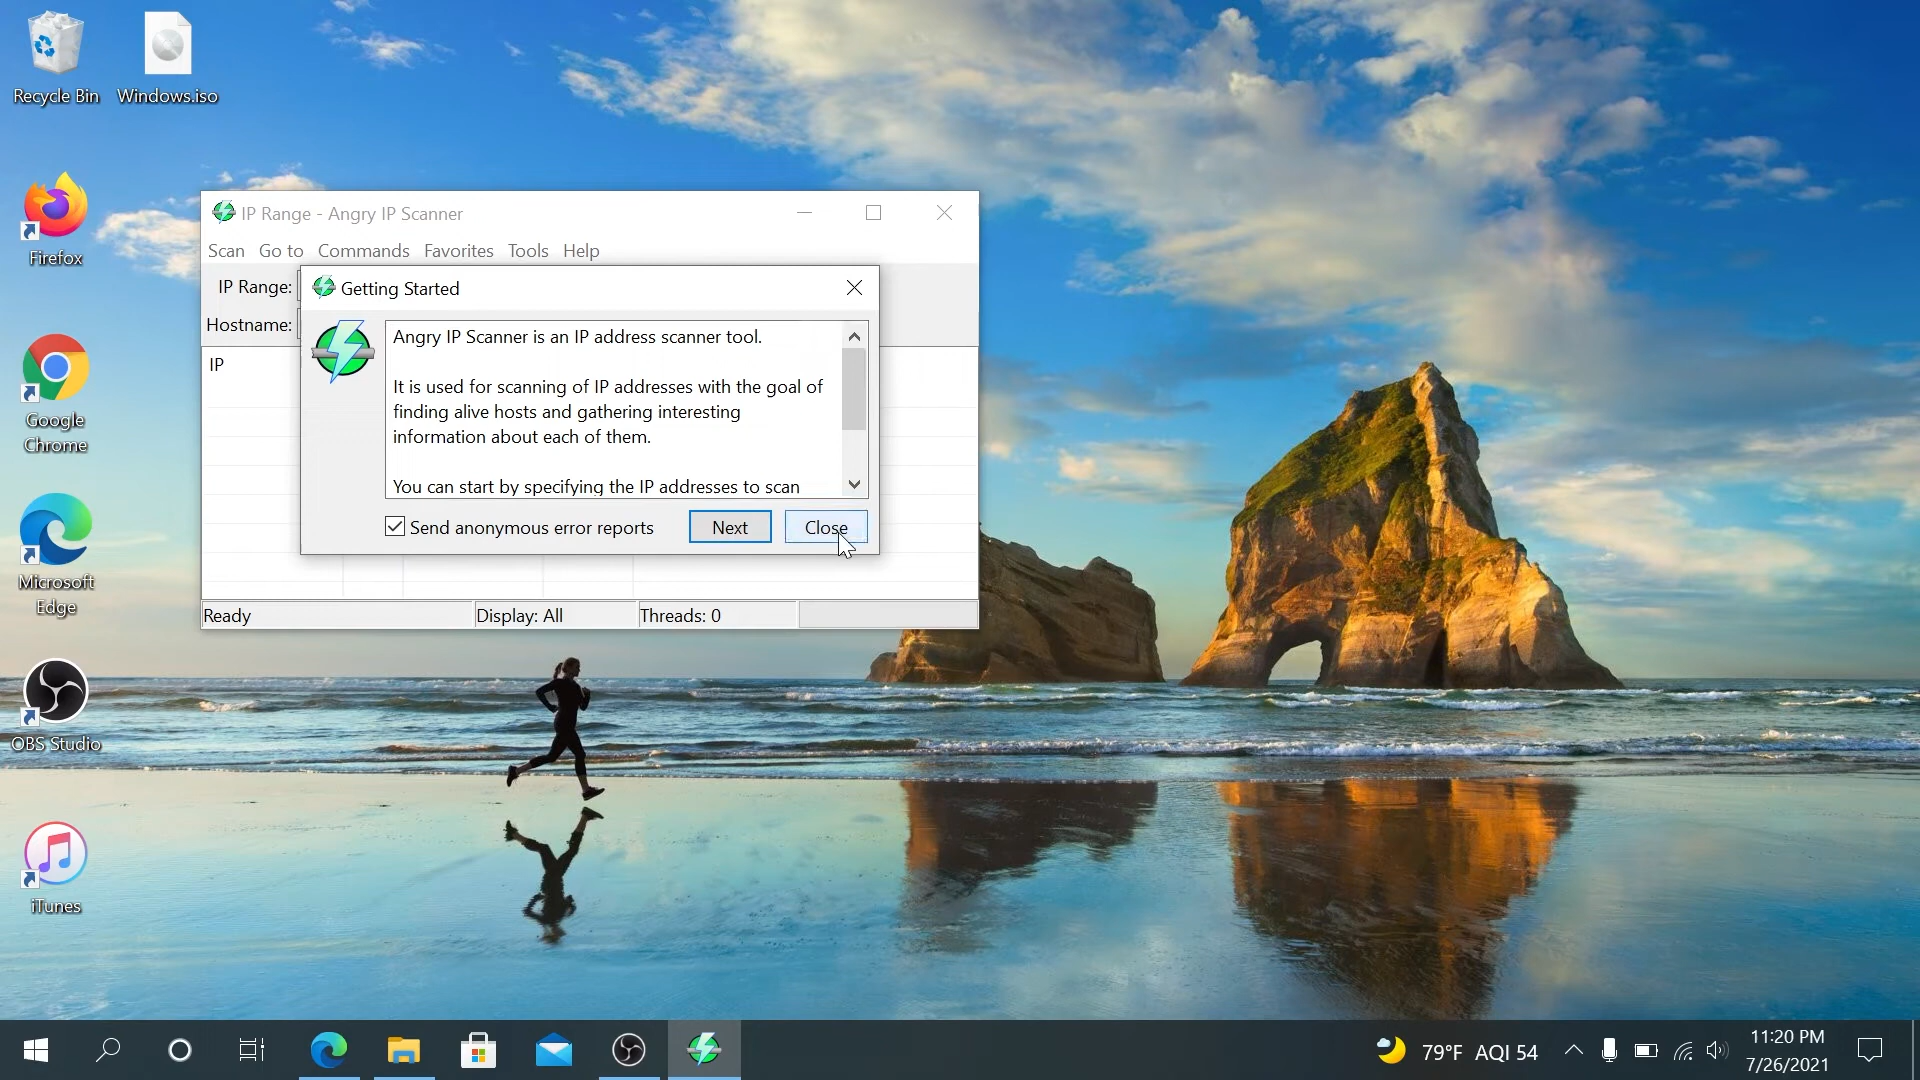 Recycle Bin
Windows.iso
Firefox
Google
Chrome
Microsoft
Edge
OBS Studio
iTunes
IP Range - Angry IP Scanner
Scan Go to Commands Favorites Tools Help
IP Range:
Hostname:
IP
Getting Started
Angry IP Scanner is an IP address scanner tool.
It is used for scanning of IP addresses with the goal of
finding alive hosts and gathering interesting
information about each of them.
You can start by specifying the IP addresses to scan
Send anonymous error reports
Next
Close
Ready
Display: All
Threads: 0
79°F AQI 54
11:20 PM
7/26/2021